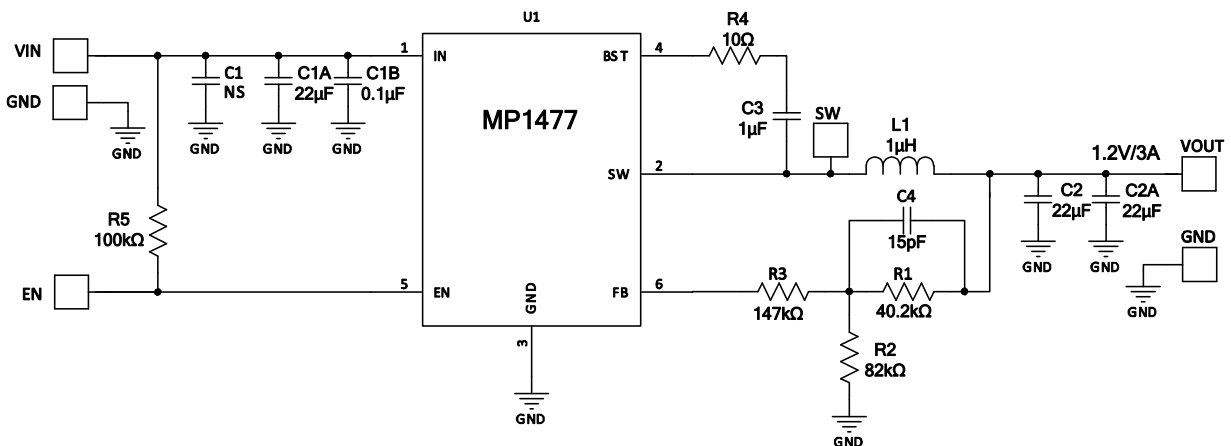 U1
VIN
1
IN
BST
4
R4
10Ω
C1
NS
C1A
22µF
C1B
0.1µF
GND
GND
GND
GND
GND
MP1477
C3
1µF
SW
L1
1µH
1.2V/3A
VOUT
SW
2
C2
22µF
C2A
22µF
GND
GND
GND
GND
R5
100kΩ
C4
15pF
EN
5
EN
GND
3
GND
FB
6
R3
147kΩ
R1
40.2kΩ
R2
82kΩ
GND